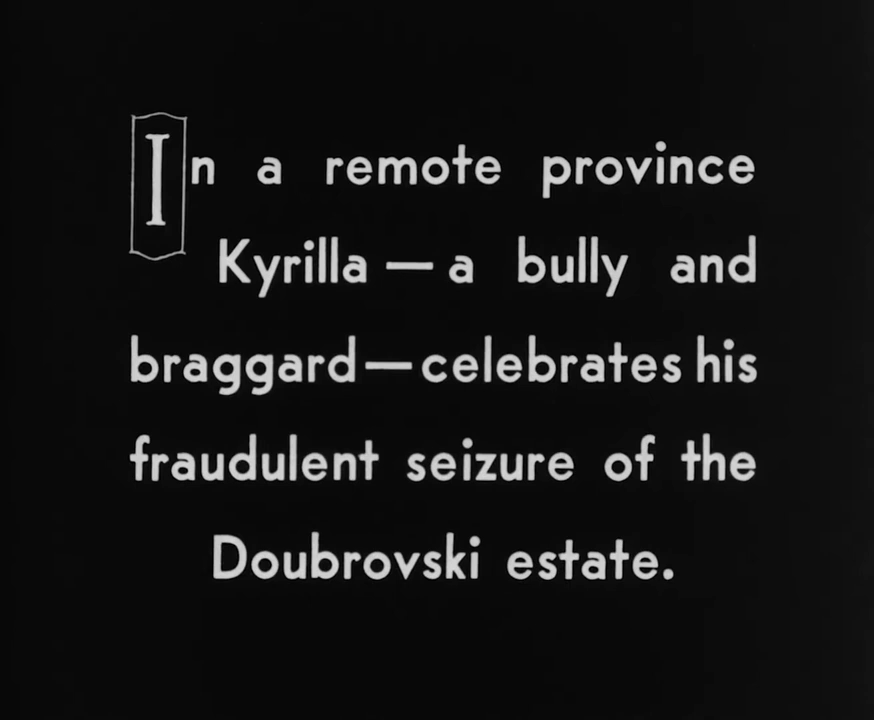 In a remote province
Kyrilla — a bully and
braggard — celebrates his
fraudulent seizure of the
Doubrovski estate.